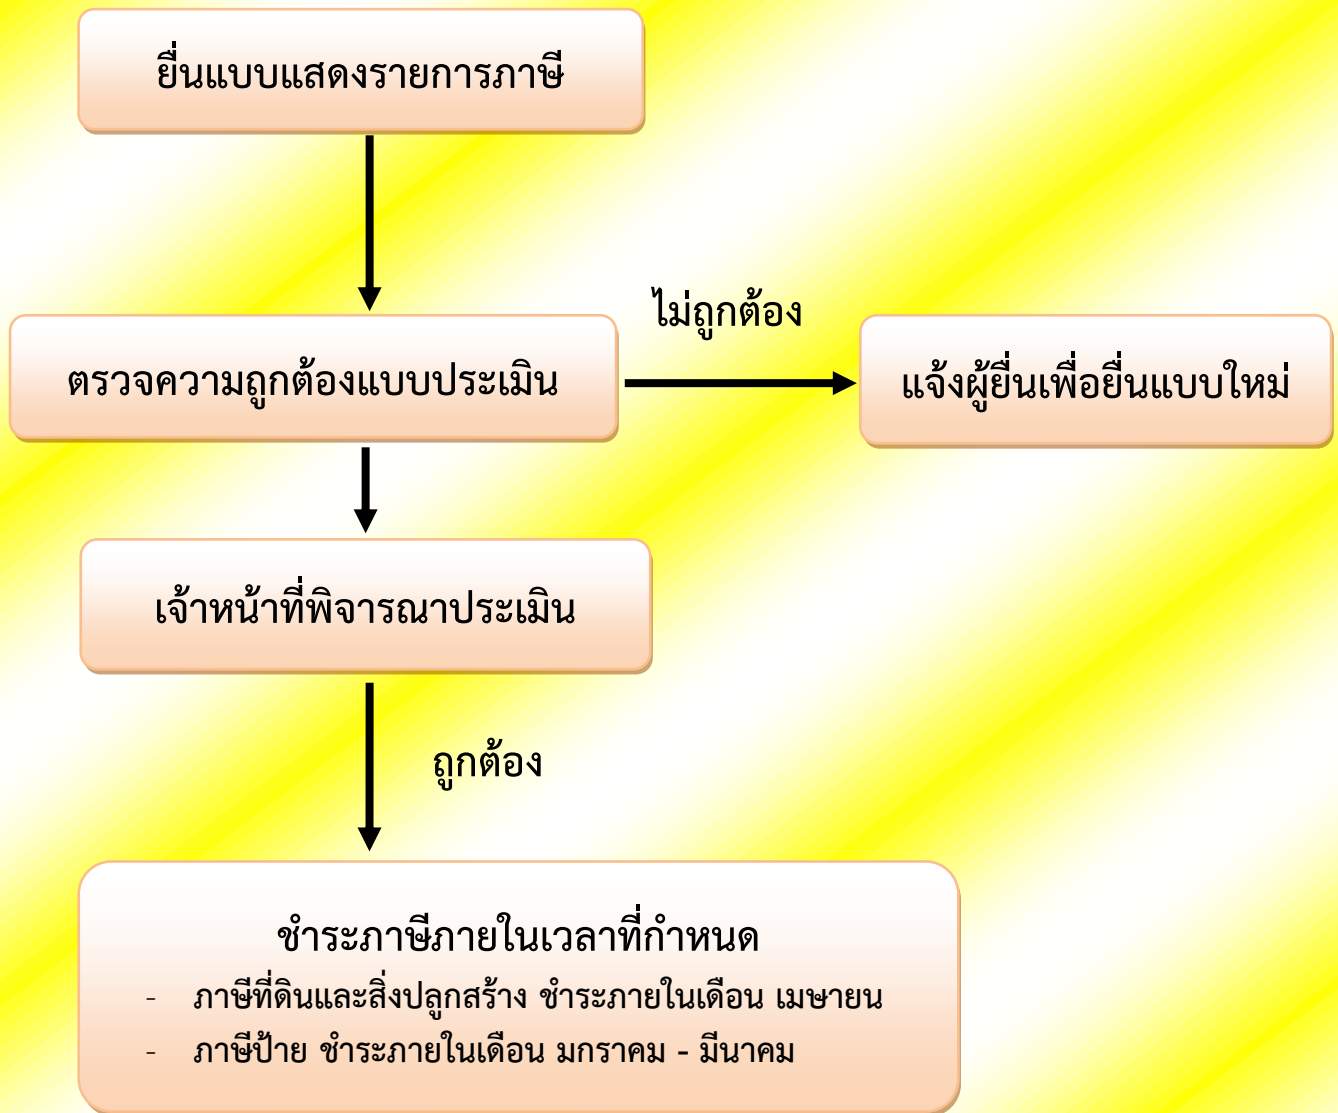 ยื่นแบบแสดงรายการภาษี
ไม่ถูกต้อง
ตรวจความถูกต้องแบบประเมิน
แจ้งผู้ยื่นเพื่อยื่นแบบใหม่
เจ้าหน้าที่พิจารณาประเมิน
ถูกต้อง
ชำระภาษีภายในเวลาที่กำหนด
- ภาษีที่ดินและสิ่งปลูกสร้าง ชำระภายในเดือน เมษายน
- ภาษีป้าย ชำระภายในเดือน มกราคม - มีนาคม